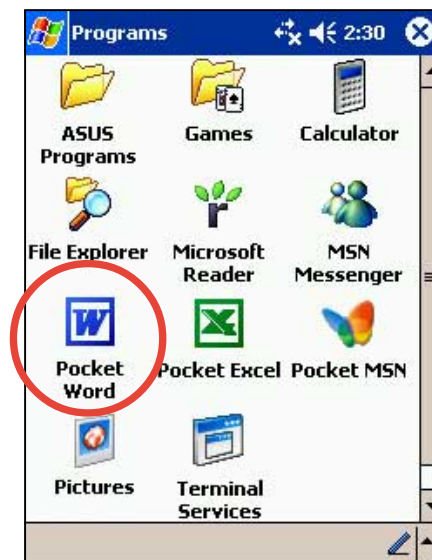 Programs 2:30
ASUS Games Calculator
Programs
File Explorer Microsoft MSN
Reader Messenger
Pocket Pocket Excel Pocket MSN
Word
Pictures Terminal
Services